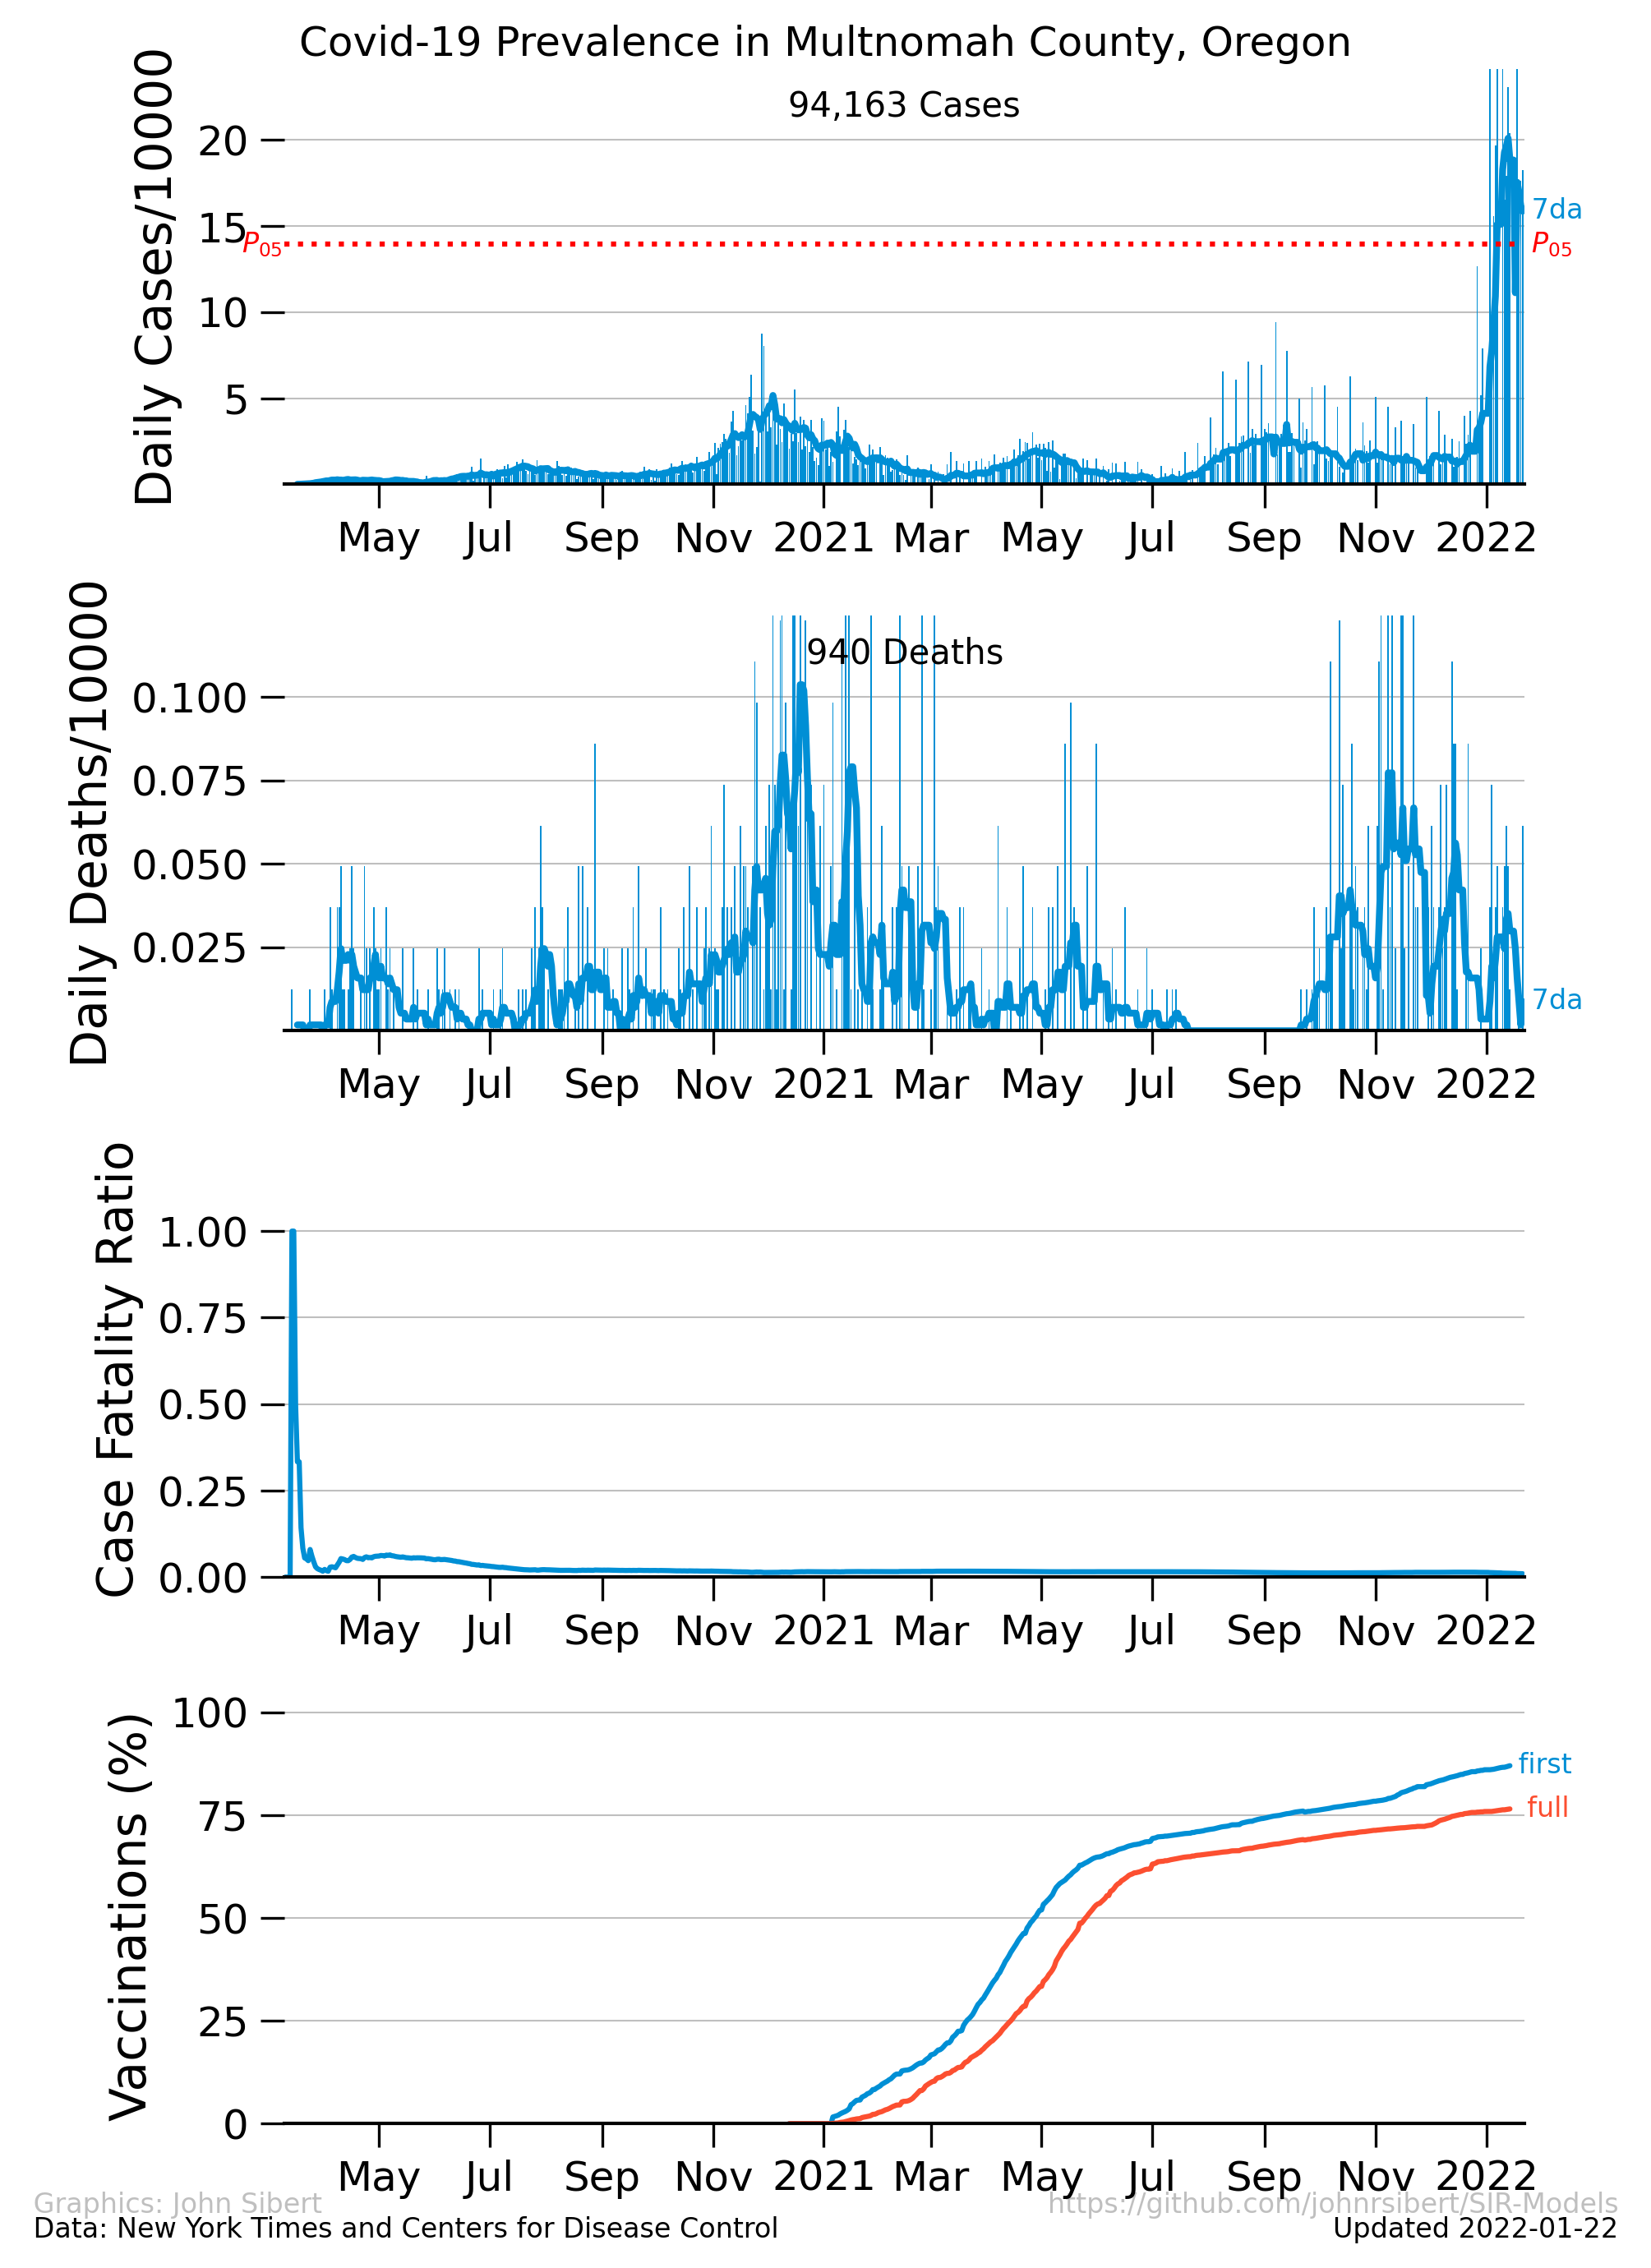 Covid-19 Prevalence in Multnomah County, Oregon
94,163 Cases
Daily Cases/10000
20
15
10
5
P05
7da
P05
May Jul Sep Nov 2021 Mar May Jul Sep Nov 2022
940 Deaths
Daily Deaths/10000
0.100
0.075
0.050
0.025
7da
May Jul Sep Nov 2021 Mar May Jul Sep Nov 2022
Case Fatality Ratio
1.00
0.75
0.50
0.25
0.00
May Jul Sep Nov 2021 Mar May Jul Sep Nov 2022
Vaccinations (%)
100
75
50
25
0
first
full
May Jul Sep Nov 2021 Mar May Jul Sep Nov 2022
Graphics: John Sibert
https://github.com/johnrsibert/SIR-Models
Data: New York Times and Centers for Disease Control
Updated 2022-01-22